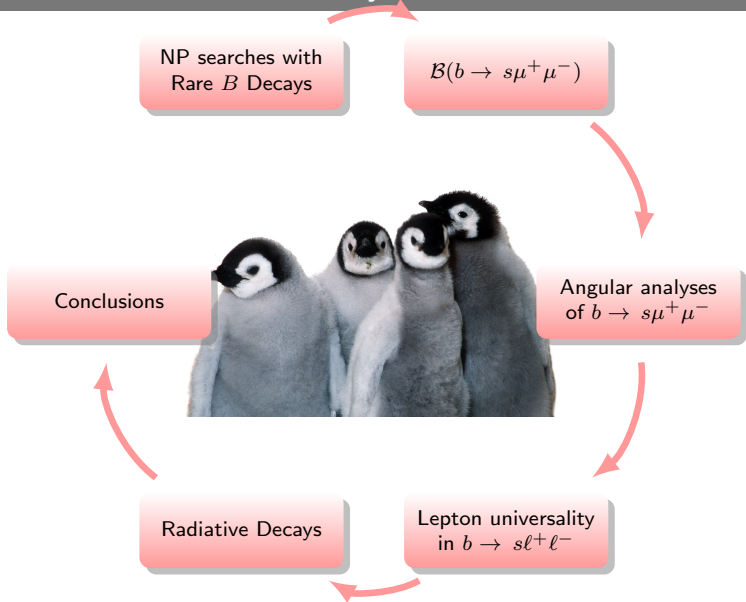 NP searches with
Rare B Decays
ℬ(b → sμ⁺μ⁻)
Angular analyses
of b → sμ⁺μ⁻
Lepton universality
in b → sℓ⁺ℓ⁻
Radiative Decays
Conclusions